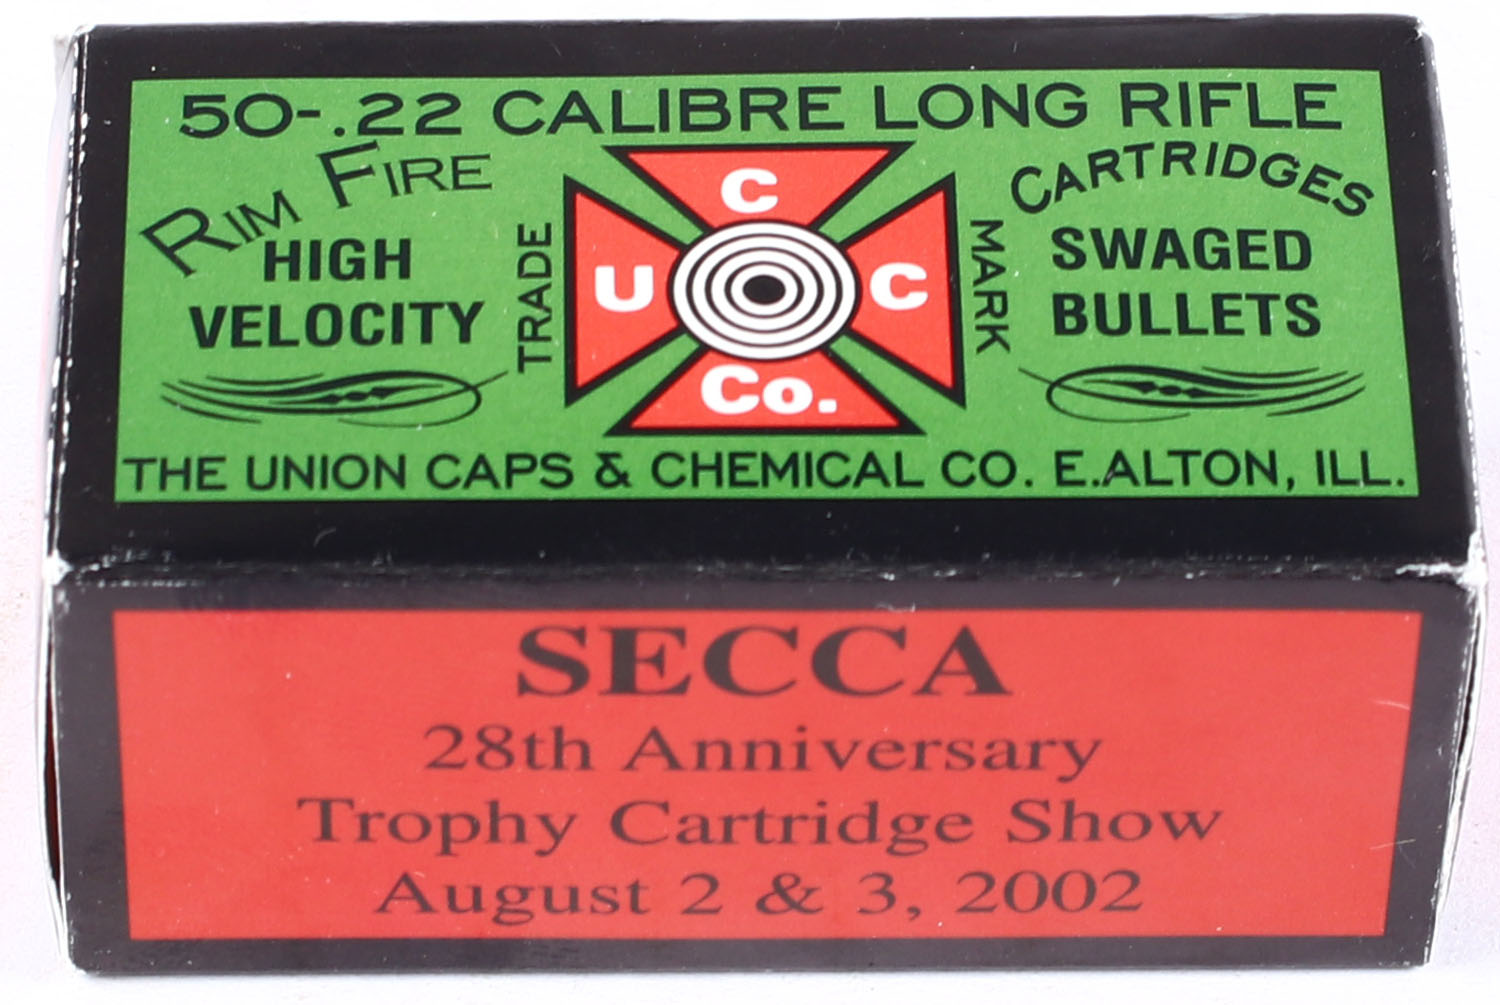 50-.22 CALIBRE LONG RIFLE
RIM FIRE
CARTRIDGES
HIGH
VELOCITY
TRADE
C
U
C
Co.
MARK
SWAGED
BULLETS
THE UNION CAPS & CHEMICAL CO. E.ALTON, ILL.
SECCA
28th Anniversary
Trophy Cartridge Show
August 2 & 3, 2002